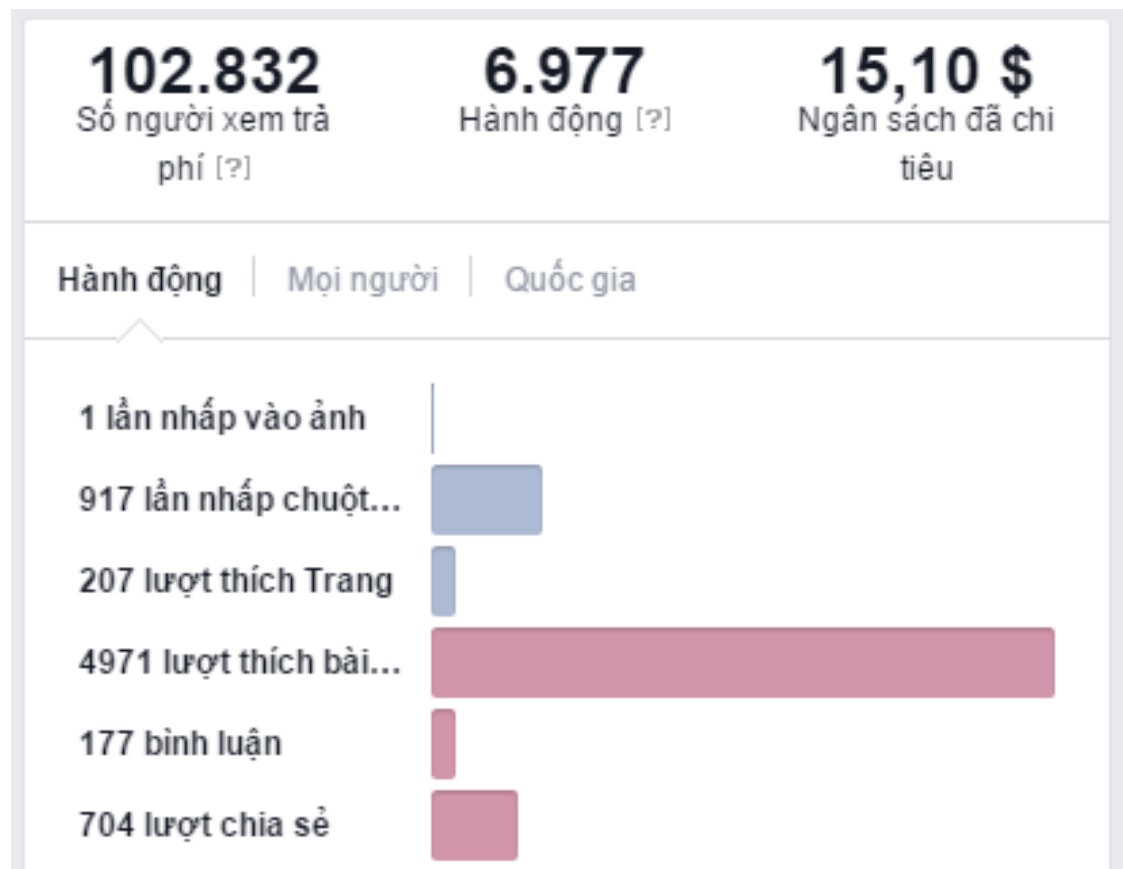 102.832
Số người xem trả
phí [?]
6.977
Hành động [?]
15,10 $
Ngân sách đã chi
tiêu
Hành động
Mọi người
Quốc gia
1 lần nhấp vào ảnh
917 lần nhấp chuột...
207 lượt thích Trang
4971 lượt thích bài...
177 bình luận
704 lượt chia sẻ